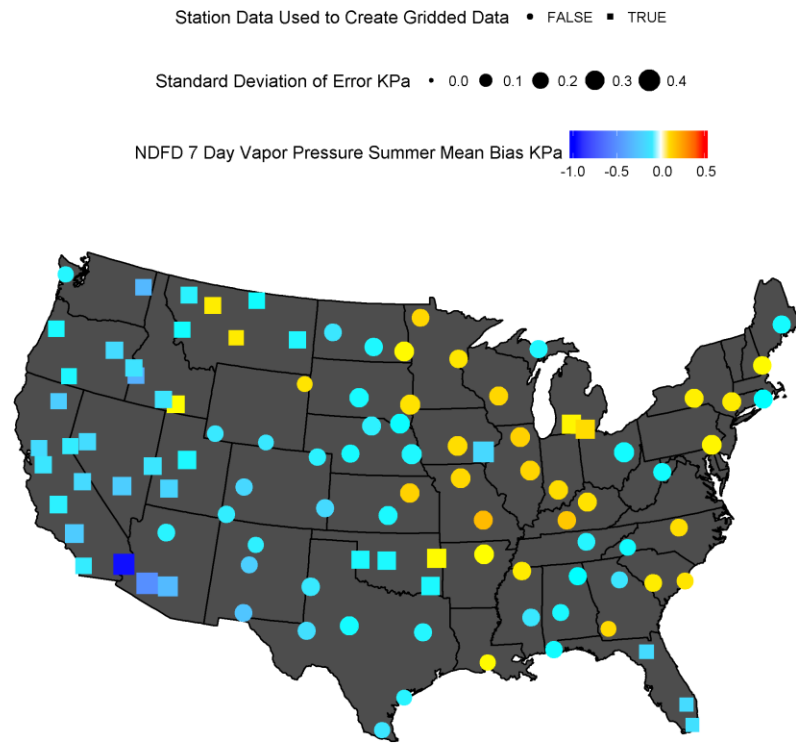 Station Data Used to Create Gridded Data FALSE TRUE
Standard Deviation of Error KPa 0.0 0.1 0.2 0.3 0.4
NDFD 7 Day Vapor Pressure Summer Mean Bias KPa
-1.0 -0.5 0.0 0.5